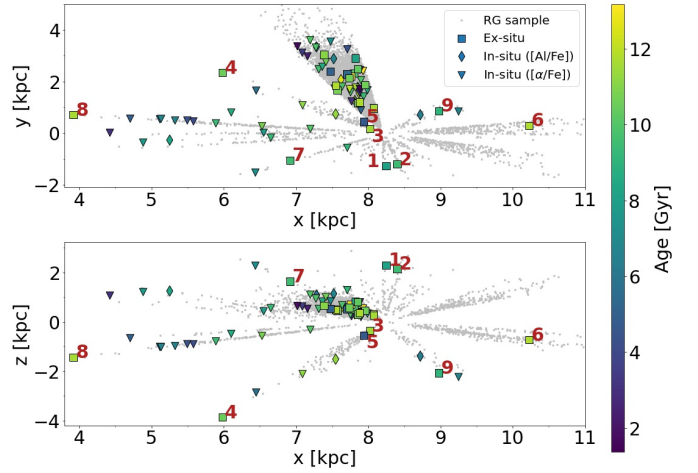 RG sample
Ex-situ
In-situ ([Al/Fe])
In-situ ([α/Fe])
y [kpc]
4
2
0
−2
4
8
5
3
9
6
7
1
2
4 5 6 7 8 9 10 11
x [kpc]
z [kpc]
2
0
−2
−4
7
1
2
3
5
8
6
9
4
4 5 6 7 8 9 10 11
x [kpc]
12
10
8
6
4
2
Age [Gyr]